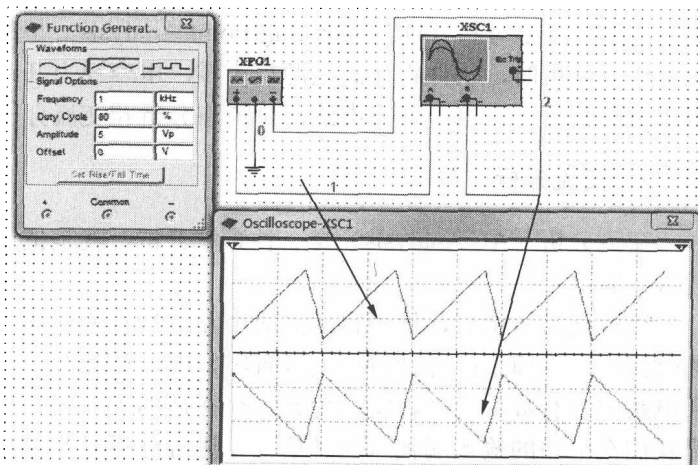 Function Generat...
Waveforms
Signal Options
Frequency 1 kHz
Duty Cycle 80 %
Amplitude 5 Vp
Offset 0 V
Set Rise/Fall Time
+ Common -
XFG1
0
1
XSC1
Ext Trig
A B
2
Oscilloscope-XSC1